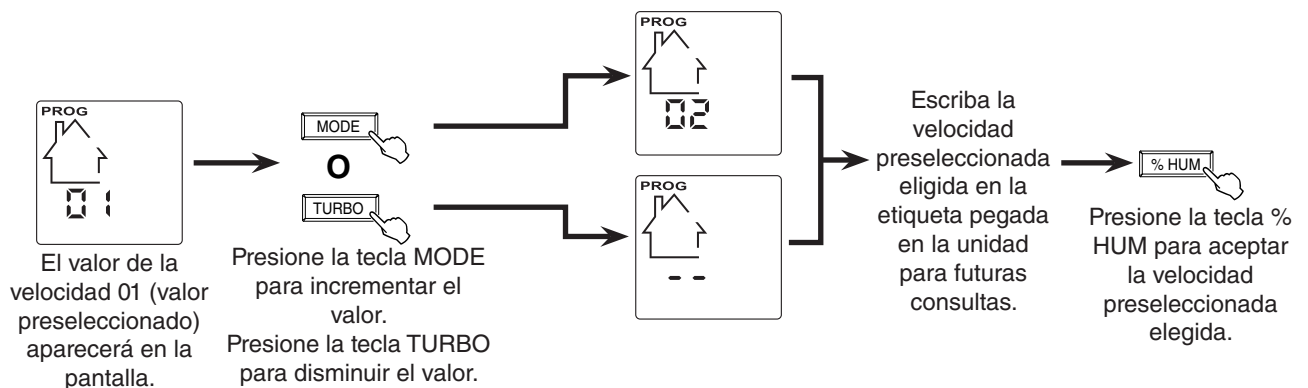 PROG
01
El valor de la
velocidad 01 (valor
preseleccionado)
aparecerá en la
pantalla.
MODE
O
TURBO
Presione la tecla MODE
para incrementar el
valor.
Presione la tecla TURBO
para disminuir el valor.
PROG
02
PROG
- -
Escriba la
velocidad
preseleccionada
eligida en la
etiqueta pegada
en la unidad
para futuras
consultas.
% HUM
Presione la tecla %
HUM para aceptar
la velocidad
preseleccionada
elegida.